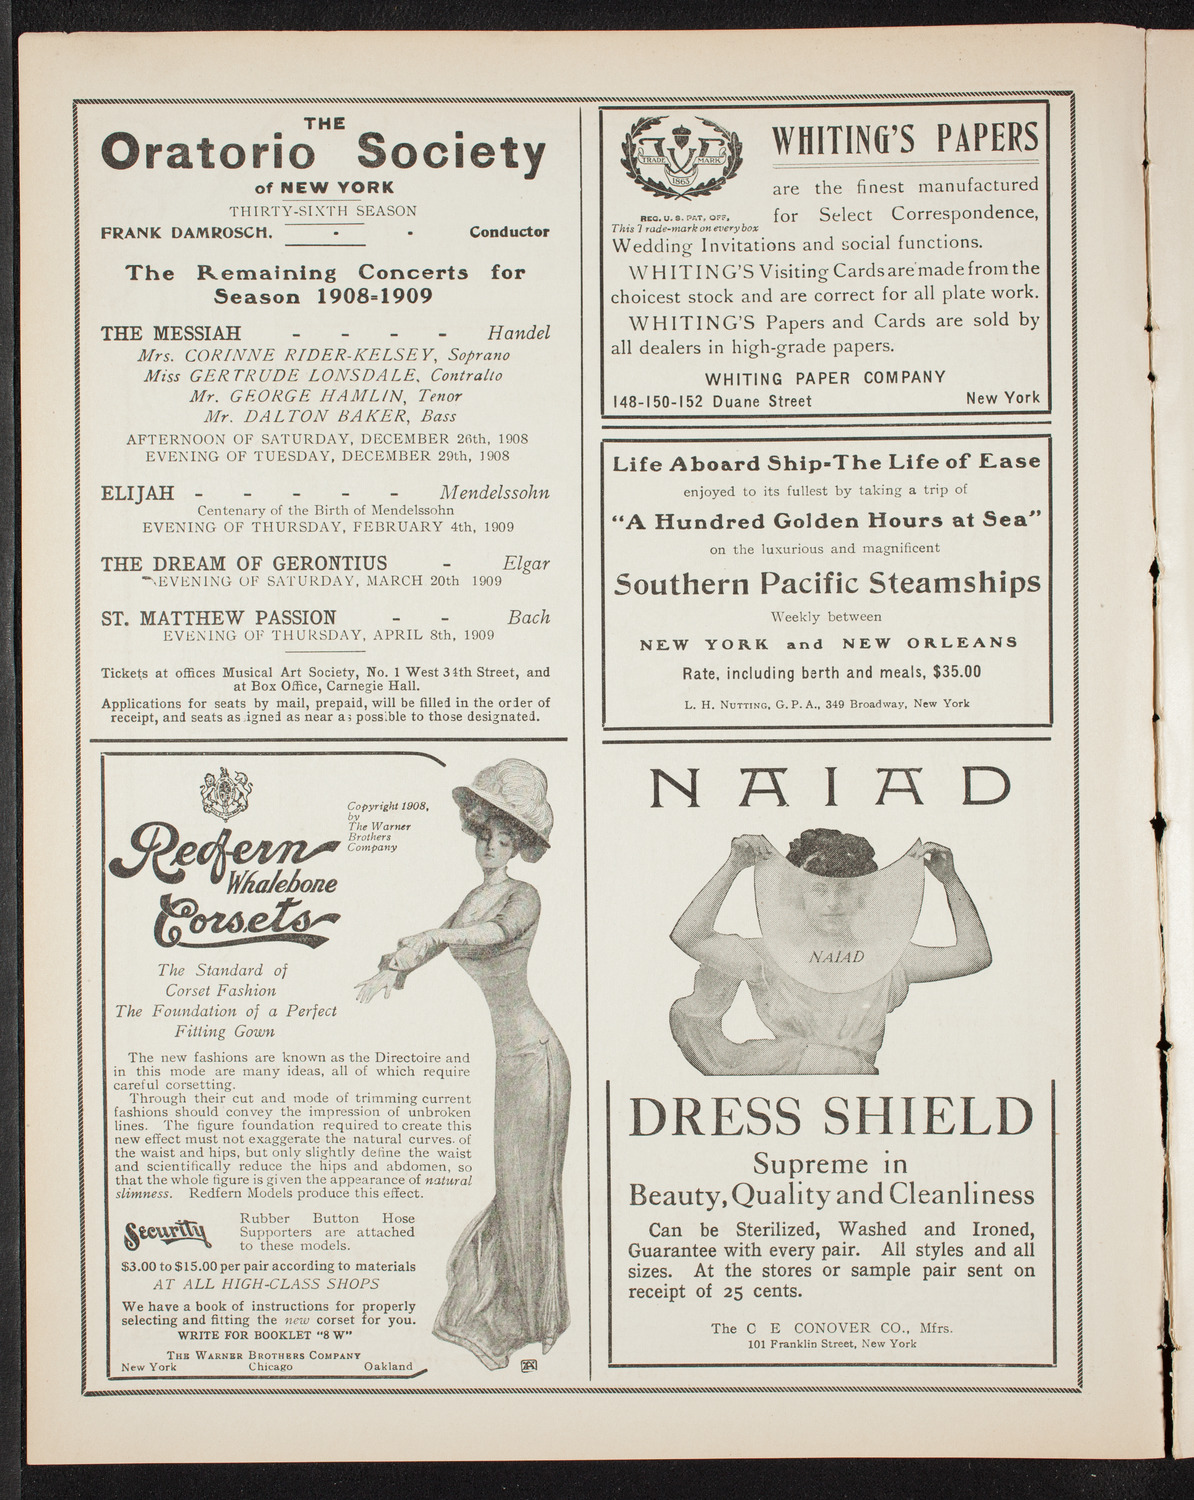 THE
Oratorio Society
of NEW YORK
THIRTY-SIXTH SEASON
FRANK DAMROSCH, - - Conductor
The Remaining Concerts for
Season 1908=1909
THE MESSIAH - - - - Handel
Mrs. CORINNE RIDER-KELSEY, Soprano
Miss GERTRUDE LONSDALE, Contralto
Mr. GEORGE HAMLIN, Tenor
Mr. DALTON BAKER, Bass
AFTERNOON OF SATURDAY, DECEMBER 26th, 1908
EVENING OF TUESDAY, DECEMBER 29th, 1908
ELIJAH - - - - - Mendelssohn
Centenary of the Birth of Mendelssohn
EVENING OF THURSDAY, FEBRUARY 4th, 1909
THE DREAM OF GERONTIUS - Elgar
EVENING OF SATURDAY, MARCH 20th 1909
ST. MATTHEW PASSION - - Bach
EVENING OF THURSDAY, APRIL 8th, 1909
Tickets at offices Musical Art Society, No. 1 West 34th Street, and
at Box Office, Carnegie Hall.
Applications for seats by mail, prepaid, will be filled in the order of
receipt, and seats as igned as near as possible to those designated.
Copyright 1908,
by
The Warner
Brothers
Company
Redfern
Whalebone
Corsets
The Standard of
Corset Fashion
The Foundation of a Perfect
Fitting Gown
The new fashions are known as the Directoire and
in this mode are many ideas, all of which require
careful corsetting.
Through their cut and mode of trimming current
fashions should convey the impression of unbroken
lines. The figure foundation required to create this
new effect must not exaggerate the natural curves of
the waist and hips, but only slightly define the waist
and scientifically reduce the hips and abdomen, so
that the whole figure is given the appearance of natural
slimness. Redfern Models produce this effect.
Security
Rubber Button Hose
Supporters are attached
to these models.
$3.00 to $15.00 per pair according to materials
AT ALL HIGH-CLASS SHOPS
We have a book of instructions for properly
selecting and fitting the new corset for you.
WRITE FOR BOOKLET "8 W"
THE WARNER BROTHERS COMPANY
New York Chicago Oakland
WHITING'S PAPERS
TRADE MARK
1865
REG. U. S. PAT. OFF.
This Trade-mark on every box
are the finest manufactured
for Select Correspondence,
Wedding Invitations and social functions.
WHITING'S Visiting Cards are made from the
choicest stock and are correct for all plate work.
WHITING'S Papers and Cards are sold by
all dealers in high-grade papers.
WHITING PAPER COMPANY
148-150-152 Duane Street New York
Life Aboard Ship-The Life of Ease
enjoyed to its fullest by taking a trip of
"A Hundred Golden Hours at Sea"
on the luxurious and magnificent
Southern Pacific Steamships
Weekly between
NEW YORK and NEW ORLEANS
Rate, including berth and meals, $35.00
L. H. NUTTING, G. P. A., 349 Broadway, New York
NAIAD
NAIAD
DRESS SHIELD
Supreme in
Beauty, Quality and Cleanliness
Can be Sterilized, Washed and Ironed,
Guarantee with every pair. All styles and all
sizes. At the stores or sample pair sent on
receipt of 25 cents.
The C E CONOVER CO., Mfrs.
101 Franklin Street, New York